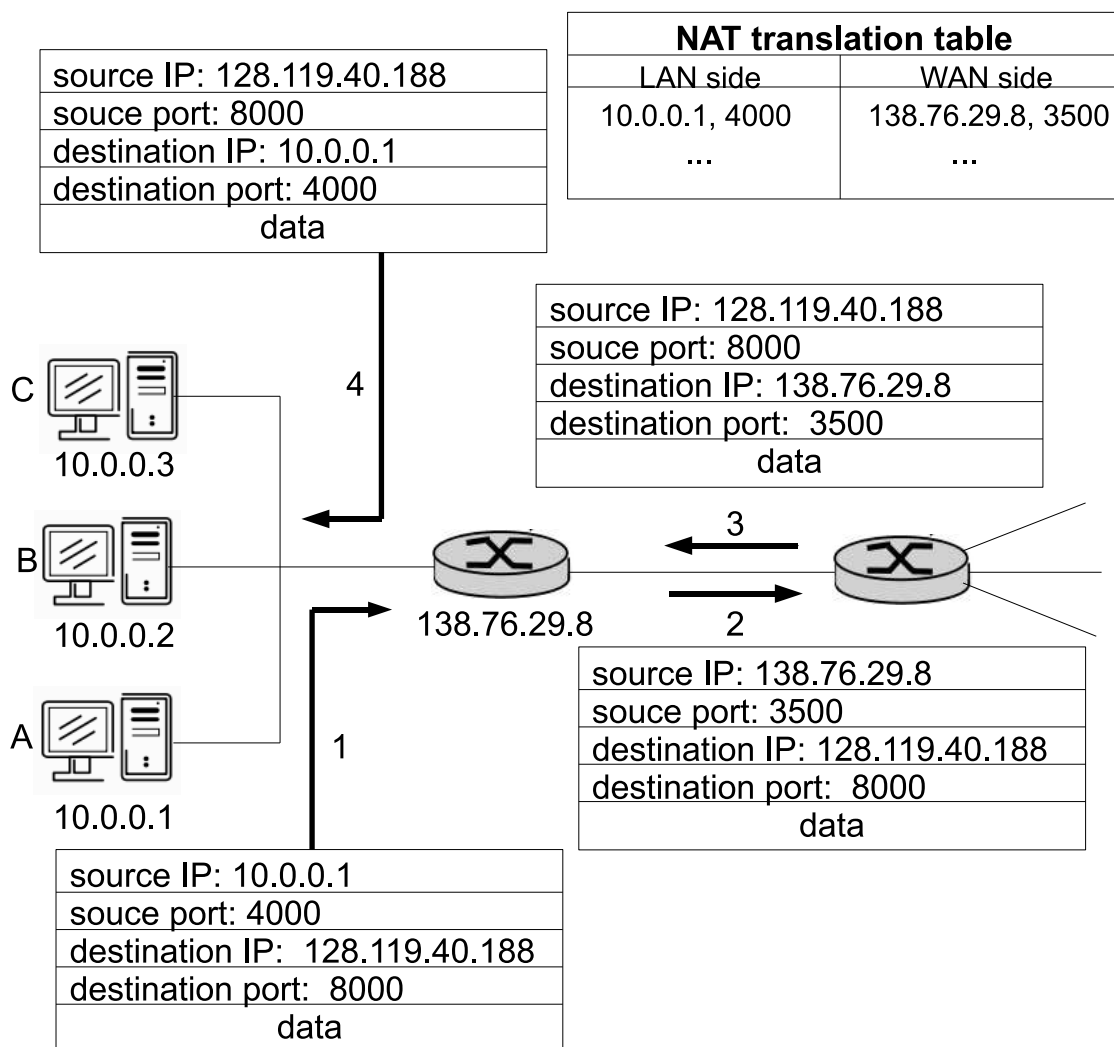 source IP: 128.119.40.188
souce port: 8000
destination IP: 10.0.0.1
destination port: 4000
data
NAT translation table
LAN side WAN side
10.0.0.1, 4000 138.76.29.8, 3500
... ...
source IP: 128.119.40.188
souce port: 8000
destination IP: 138.76.29.8
destination port: 3500
data
C
10.0.0.3
4
B
10.0.0.2
3
138.76.29.8
2
A
10.0.0.1
1
source IP: 138.76.29.8
souce port: 3500
destination IP: 128.119.40.188
destination port: 8000
data
source IP: 10.0.0.1
souce port: 4000
destination IP: 128.119.40.188
destination port: 8000
data